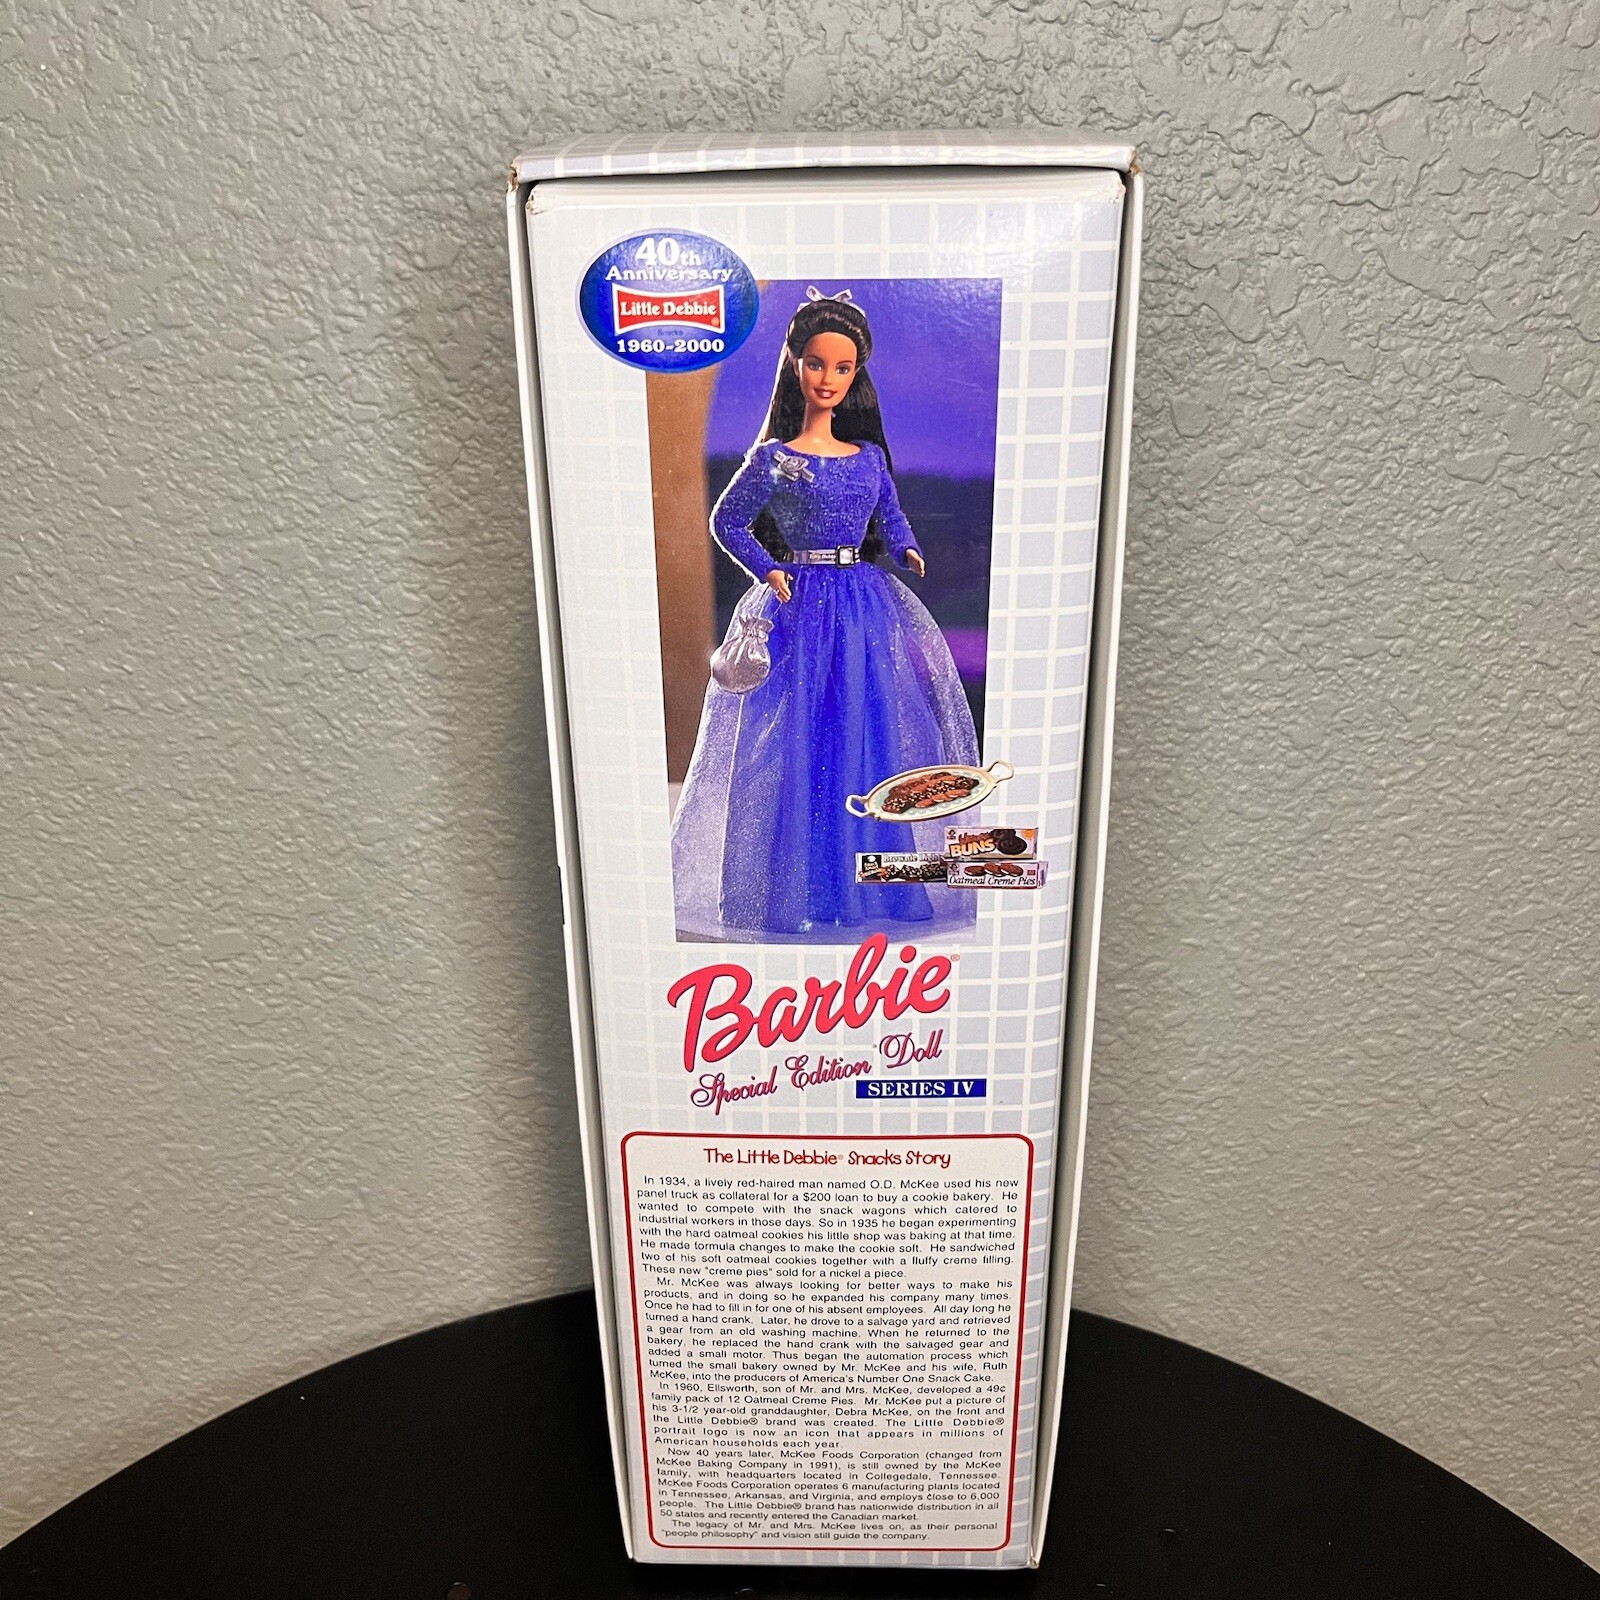 40th
Anniversary
Little Debbie®
Snacks
1960-2000
BUNS
Brownie
Oatmeal Creme Pies
Barbie®
Special Edition Doll
SERIES IV
The Little Debbie® Snacks Story
In 1934, a lively red-haired man named O.D. McKee used his new
panel truck as collateral for a $200 loan to buy a cookie bakery. He
wanted to compete with the snack wagons which catered to
industrial workers in those days. So in 1935 he began experimenting
with the hard oatmeal cookies his little shop was baking at that time.
He made formula changes to make the cookie soft. He sandwiched
two of his soft oatmeal cookies together with a fluffy creme filling.
These new "creme pies" sold for a nickel a piece.
Mr. McKee was always looking for better ways to make his
products, and in doing so he expanded his company many times.
Once he had to fill in for one of his absent employees. All day long he
turned a hand crank. Later, he drove to a salvage yard and retrieved
a gear from an old washing machine. When he returned to the
bakery, he replaced the hand crank with the salvaged gear and
added a small motor. Thus began the automation process which
turned the small bakery owned by Mr. McKee and his wife, Ruth
McKee, into the producers of America's Number One Snack Cake.
In 1960, Ellsworth, son of Mr. and Mrs. McKee, developed a 49c
family pack of 12 Oatmeal Creme Pies. Mr. McKee put a picture of
his 3-1/2 year-old granddaughter, Debra McKee, on the front and
the Little Debbie® brand was created. The Little Debbie®
portrait logo is now an icon that appears in millions of
American households each year.
Now 40 years later, McKee Foods Corporation (changed from
McKee Baking Company in 1991), is still owned by the McKee
family, with headquarters located in Collegedale, Tennessee.
McKee Foods Corporation operates 6 manufacturing plants located
in Tennessee, Arkansas, and Virginia, and employs close to 6,000
people. The Little Debbie® brand has nationwide distribution in all
50 states and recently entered the Canadian market.
The legacy of Mr. and Mrs. McKee lives on, as their personal
"people philosophy" and vision still guide the company.